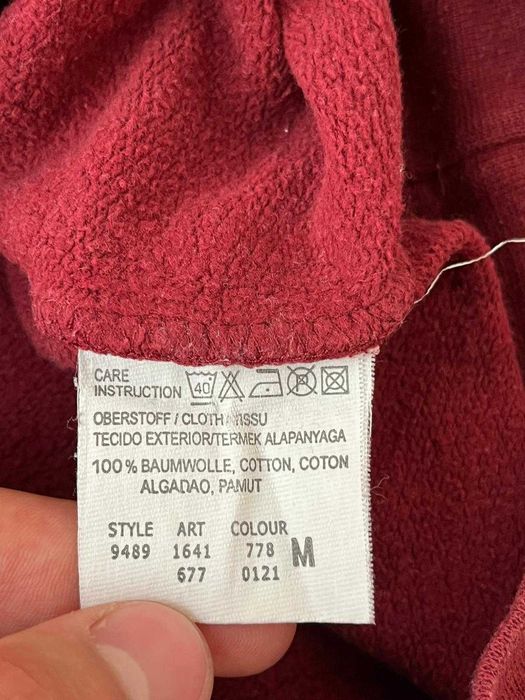 CARE
INSTRUCTION 40
OBERSTOFF / CLOTH
TECIDO EXTERIOR/TERMEK ALAPANYAGA
100 % BAUMWOLLE, COTTON, COTON
ALGADAO, PAMUT
STYLE ART COLOUR
9489 1641 778 M
677 0121